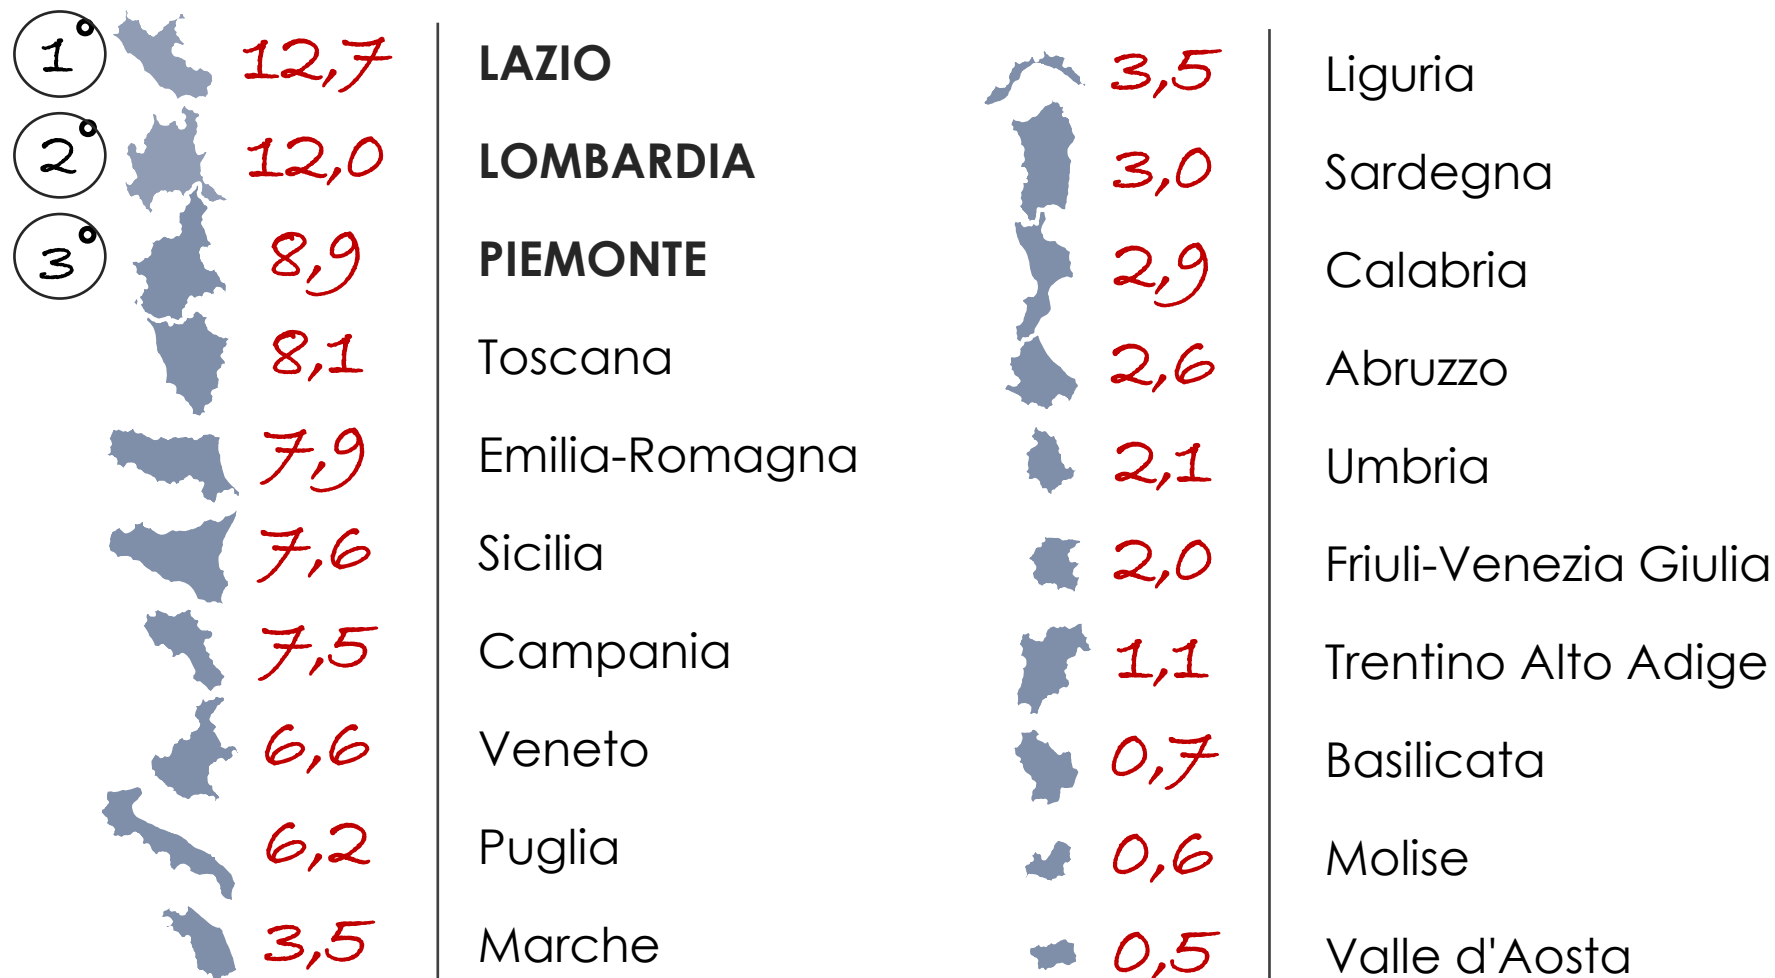 1° 12,7 LAZIO
2° 12,0 LOMBARDIA
3° 8,9 PIEMONTE
8,1 Toscana
7,9 Emilia-Romagna
7,6 Sicilia
7,5 Campania
6,6 Veneto
6,2 Puglia
3,5 Marche
3,5 Liguria
3,0 Sardegna
2,9 Calabria
2,6 Abruzzo
2,1 Umbria
2,0 Friuli-Venezia Giulia
1,1 Trentino Alto Adige
0,7 Basilicata
0,6 Molise
0,5 Valle d'Aosta